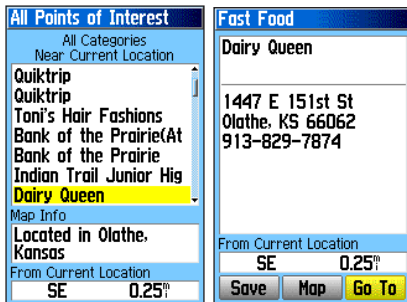 All Points of Interest
All Categories
Near Current Location
Quiktrip
Quiktrip
Toni's Hair Fashions
Bank of the Prairie(At
Bank of the Prairie
Indian Trail Junior Hig
Dairy Queen
Map Info
Located in Olathe,
Kansas
From Current Location
SE 0.25m
Fast Food
Dairy Queen
1447 E 151st St
Olathe, KS 66062
913-829-7874
From Current Location
SE 0.25m
Save Map Go To